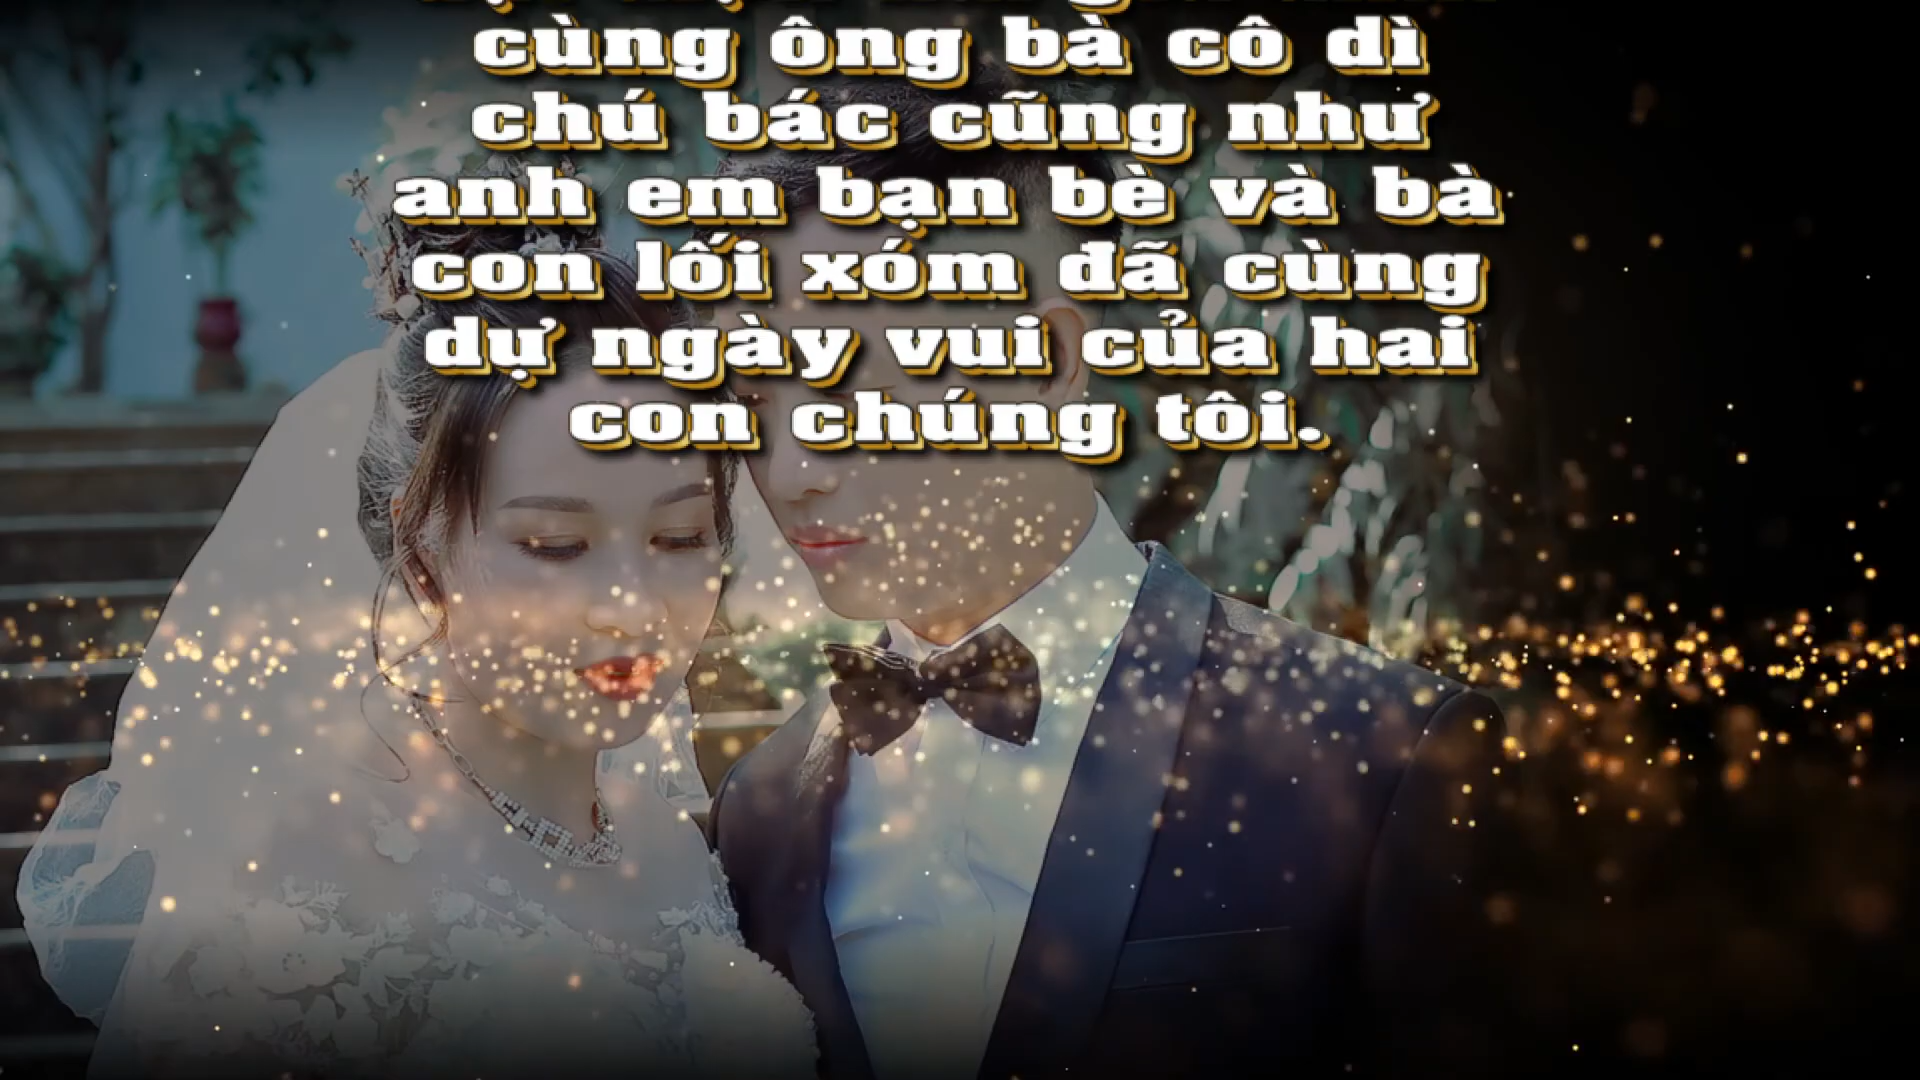 cùng ông bà cô dì
chú bác cũng như
anh em bạn bè và bà
con lối xóm đã cùng
dự ngày vui của hai
con chúng tôi.